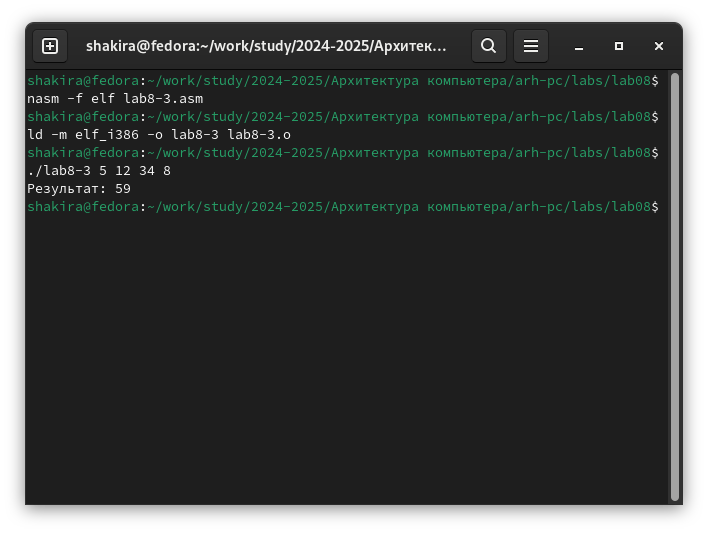 shakira@fedora:~/work/study/2024-2025/Архитек…
shakira@fedora:~/work/study/2024-2025/Архитектура компьютера/arh-pc/labs/lab08$
nasm -f elf lab8-3.asm
shakira@fedora:~/work/study/2024-2025/Архитектура компьютера/arh-pc/labs/lab08$
ld -m elf_i386 -o lab8-3 lab8-3.o
shakira@fedora:~/work/study/2024-2025/Архитектура компьютера/arh-pc/labs/lab08$
./lab8-3 5 12 34 8
Результат: 59
shakira@fedora:~/work/study/2024-2025/Архитектура компьютера/arh-pc/labs/lab08$